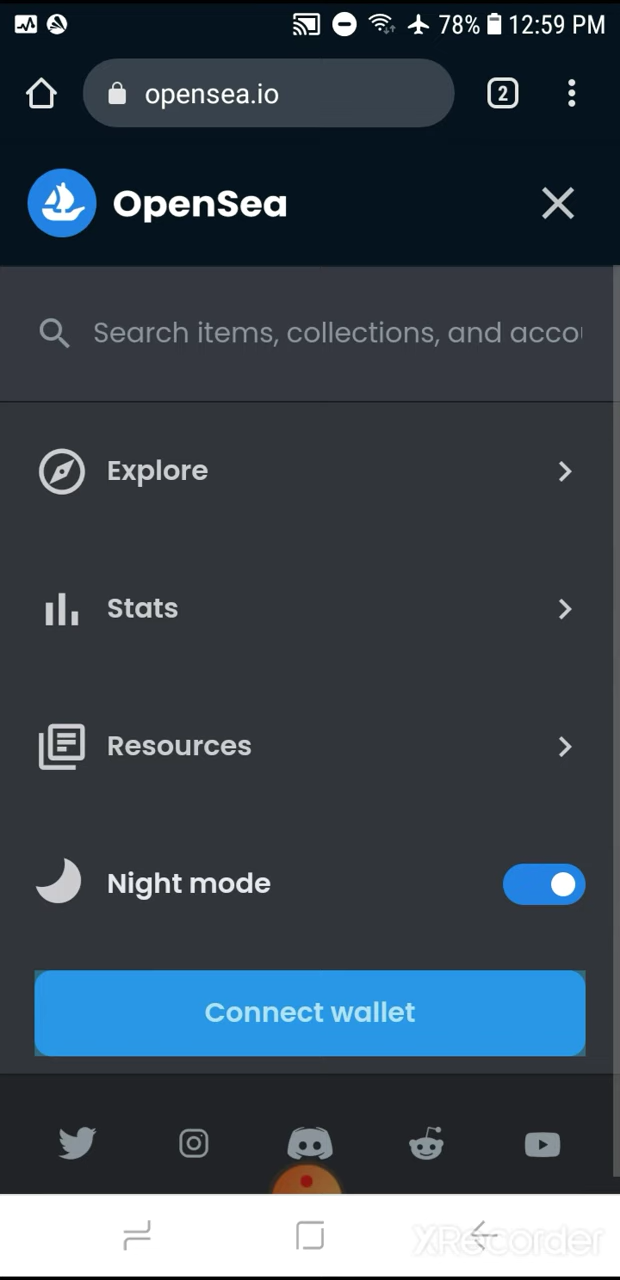 78% 12:59 PM
opensea.io
2
OpenSea
Search items, collections, and acco
Explore
Stats
Resources
Night mode
Connect wallet
XRecorder